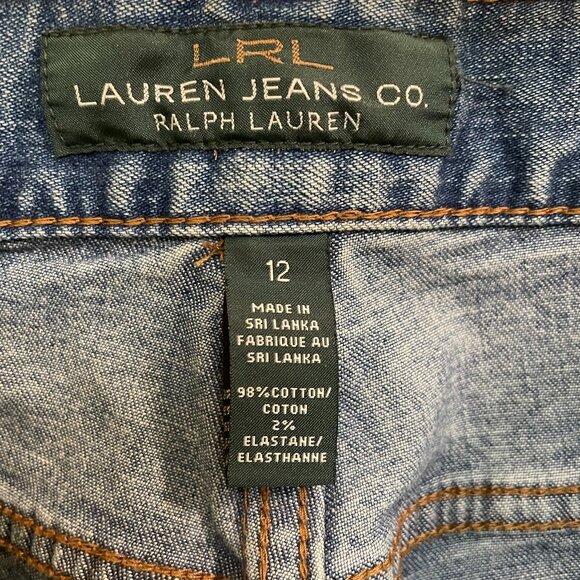 LRL
LAUREN JEANS CO.
RALPH LAUREN
12
MADE IN
SRI LANKA
FABRIQUE AU
SRI LANKA
98% COTTON/
COTON
2%
ELASTANE/
ELASTHANNE